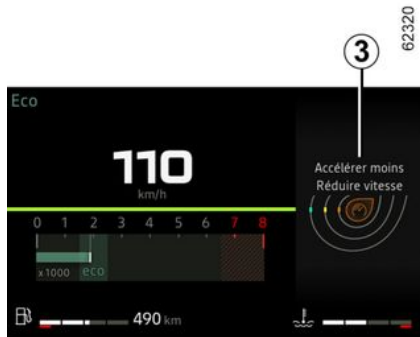 62320
3
Eco
110
km/h
Accélérer moins
Réduire vitesse
0 1 2 3 4 5 6 7 8
x1000 eco
490 km